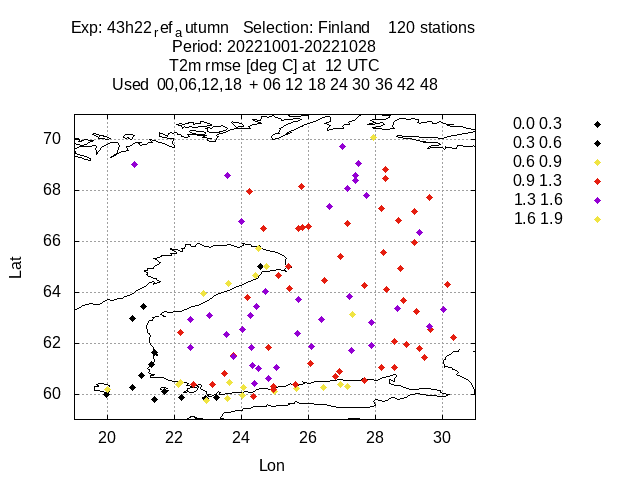 Exp: 43h22refautumn Selection: Finland 120 stations
Period: 20221001-20221028
T2m rmse [deg C] at 12 UTC
Used 00,06,12,18 + 06 12 18 24 30 36 42 48
0.0 0.3
0.3 0.6
0.6 0.9
0.9 1.3
1.3 1.6
1.6 1.9
70
68
66
64
62
60
Lat
20 22 24 26 28 30
Lon